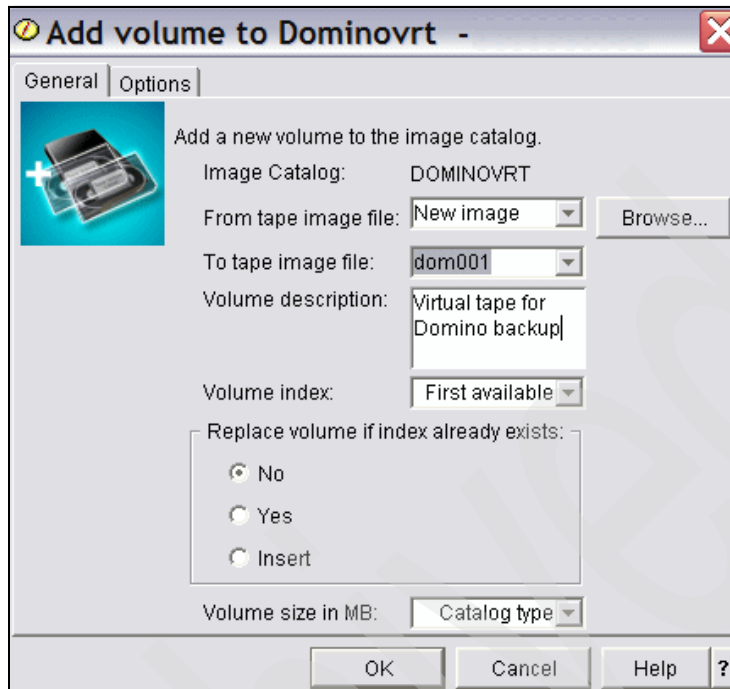 Add volume to Dominovrt -
General Options
Add a new volume to the image catalog.
Image Catalog: DOMINOVRT
From tape image file: New image Browse...
To tape image file: dom001
Volume description: Virtual tape for
Domino backup
Volume index: First available
Replace volume if index already exists:
No
Yes
Insert
Volume size in MB: Catalog type
OK Cancel Help ?